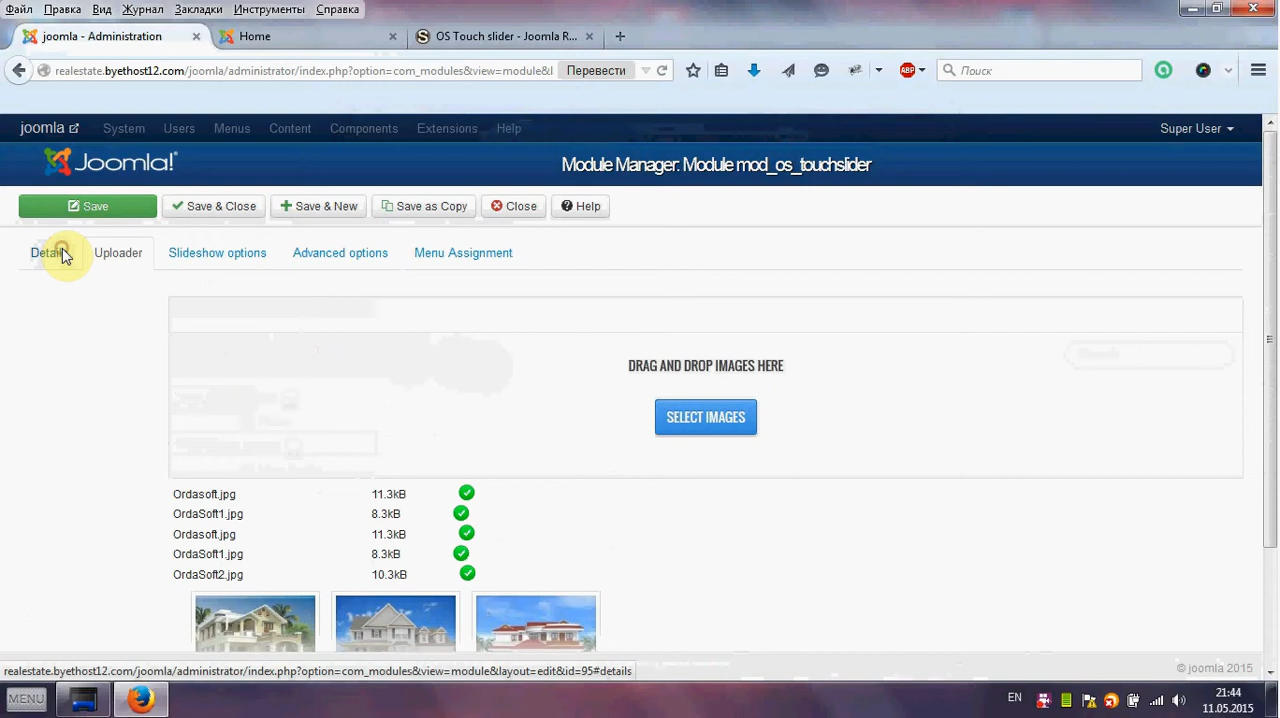 Файл Правка Вид Журнал Закладки Инструменты Справка
joomla - Administration
Home
OS Touch slider - Joomla R...
realestate.byethost12.com/joomla/administrator/index.php?option=com_modules&view=module&l
Перевести
ABP
Поиск
joomla System Users Menus Content Components Extensions Help
Super User
Joomla!
Module Manager: Module mod_os_touchslider
Save
Save & Close
Save & New
Save as Copy
Close
Help
Details
Uploader
Slideshow options
Advanced options
Menu Assignment
DRAG AND DROP IMAGES HERE
SELECT IMAGES
Ordasoft.jpg 11.3kB
OrdaSoft1.jpg 8.3kB
Ordasoft.jpg 11.3kB
OrdaSoft1.jpg 8.3kB
OrdaSoft2.jpg 10.3kB
realestate.byethost12.com/joomla/administrator/index.php?option=com_modules&view=module&layout=edit&id=95#details
© joomla 2015
MENU
EN
21:44
11.05.2015